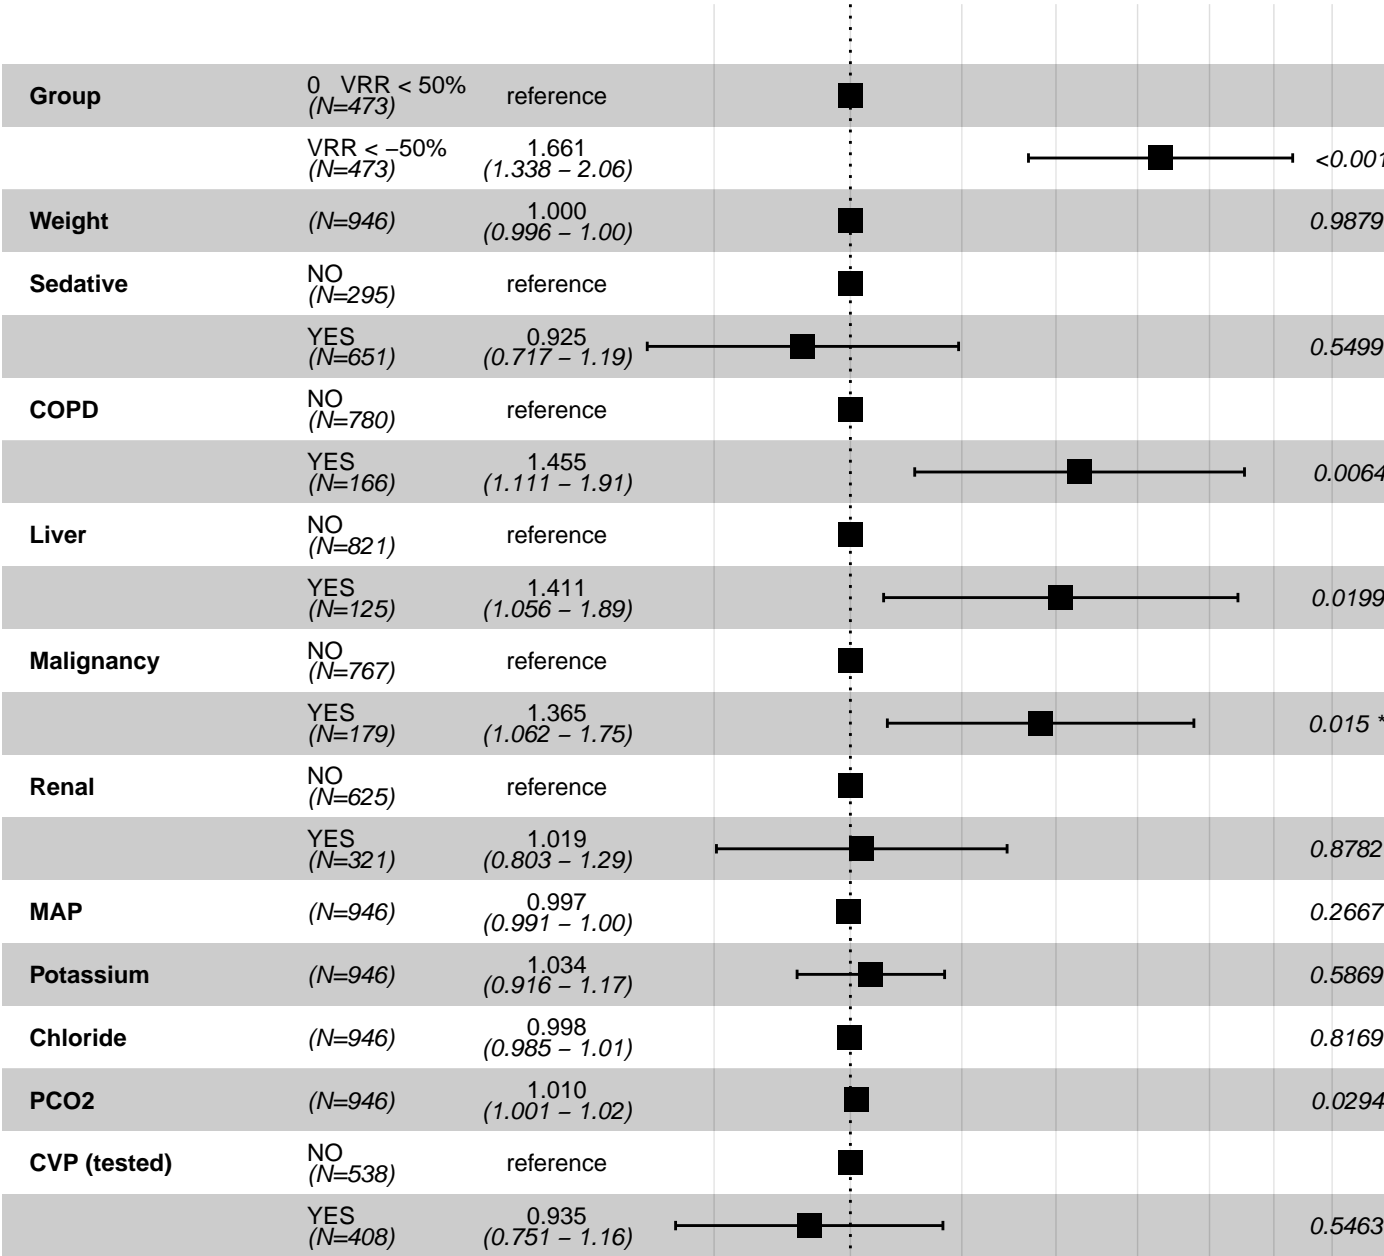 Group 0 VRR < 50% reference
(N=473)
VRR < −50% 1.661 <0.001
(N=473) (1.338 − 2.06)
Weight (N=946) 1.000 0.9879
(0.996 − 1.00)
Sedative NO reference
(N=295)
YES 0.925 0.5499
(N=651) (0.717 − 1.19)
COPD NO reference
(N=780)
YES 1.455 0.0064
(N=166) (1.111 − 1.91)
Liver NO reference
(N=821)
YES 1.411 0.0199
(N=125) (1.056 − 1.89)
Malignancy NO reference
(N=767)
YES 1.365 0.015 *
(N=179) (1.062 − 1.75)
Renal NO reference
(N=625)
YES 1.019 0.8782
(N=321) (0.803 − 1.29)
MAP (N=946) 0.997 0.2667
(0.991 − 1.00)
Potassium (N=946) 1.034 0.5869
(0.916 − 1.17)
Chloride (N=946) 0.998 0.8169
(0.985 − 1.01)
PCO2 (N=946) 1.010 0.0294
(1.001 − 1.02)
CVP (tested) NO reference
(N=538)
YES 0.935 0.5463
(N=408) (0.751 − 1.16)